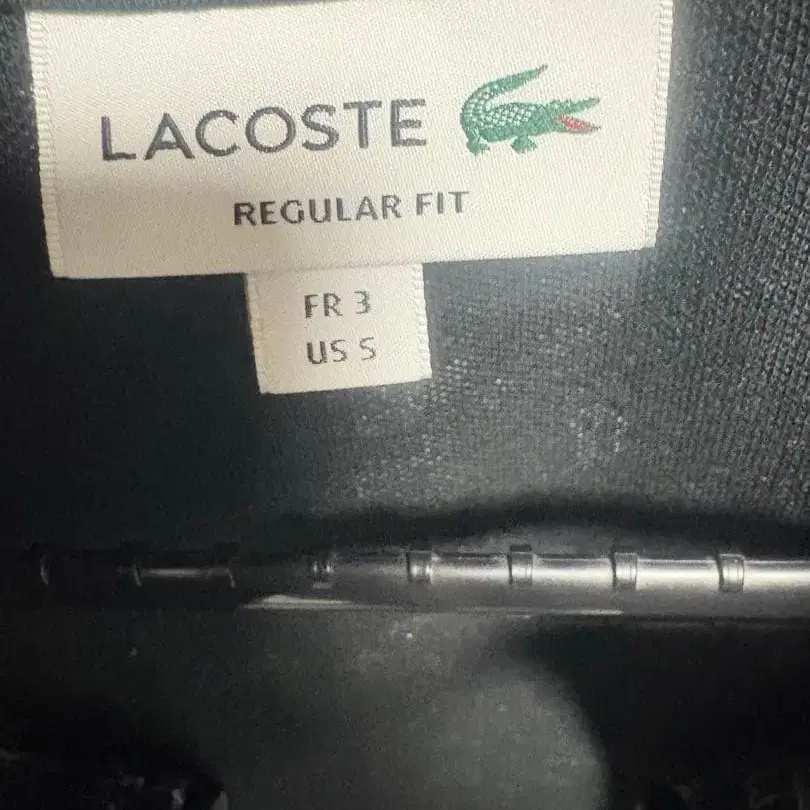 LACOSTE
REGULAR FIT
FR 3
US S